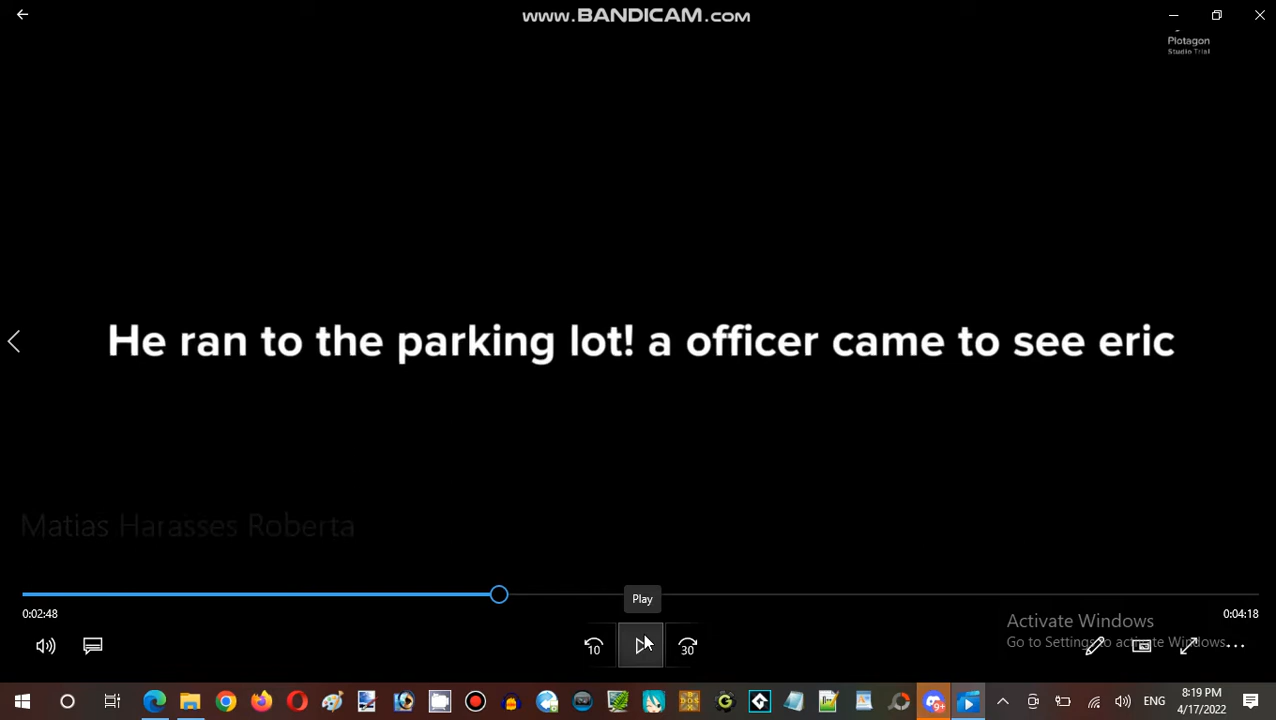 www.BANDICAM.com
Plotagon
Studio Trial
He ran to the parking lot! a officer came to see eric
Matias Harasses Roberta
Play
0:02:48
0:04:18
10
30
Activate Windows
Go to Settings to activate Windows.
DOS
9+
ENG
8:19 PM
4/17/2022